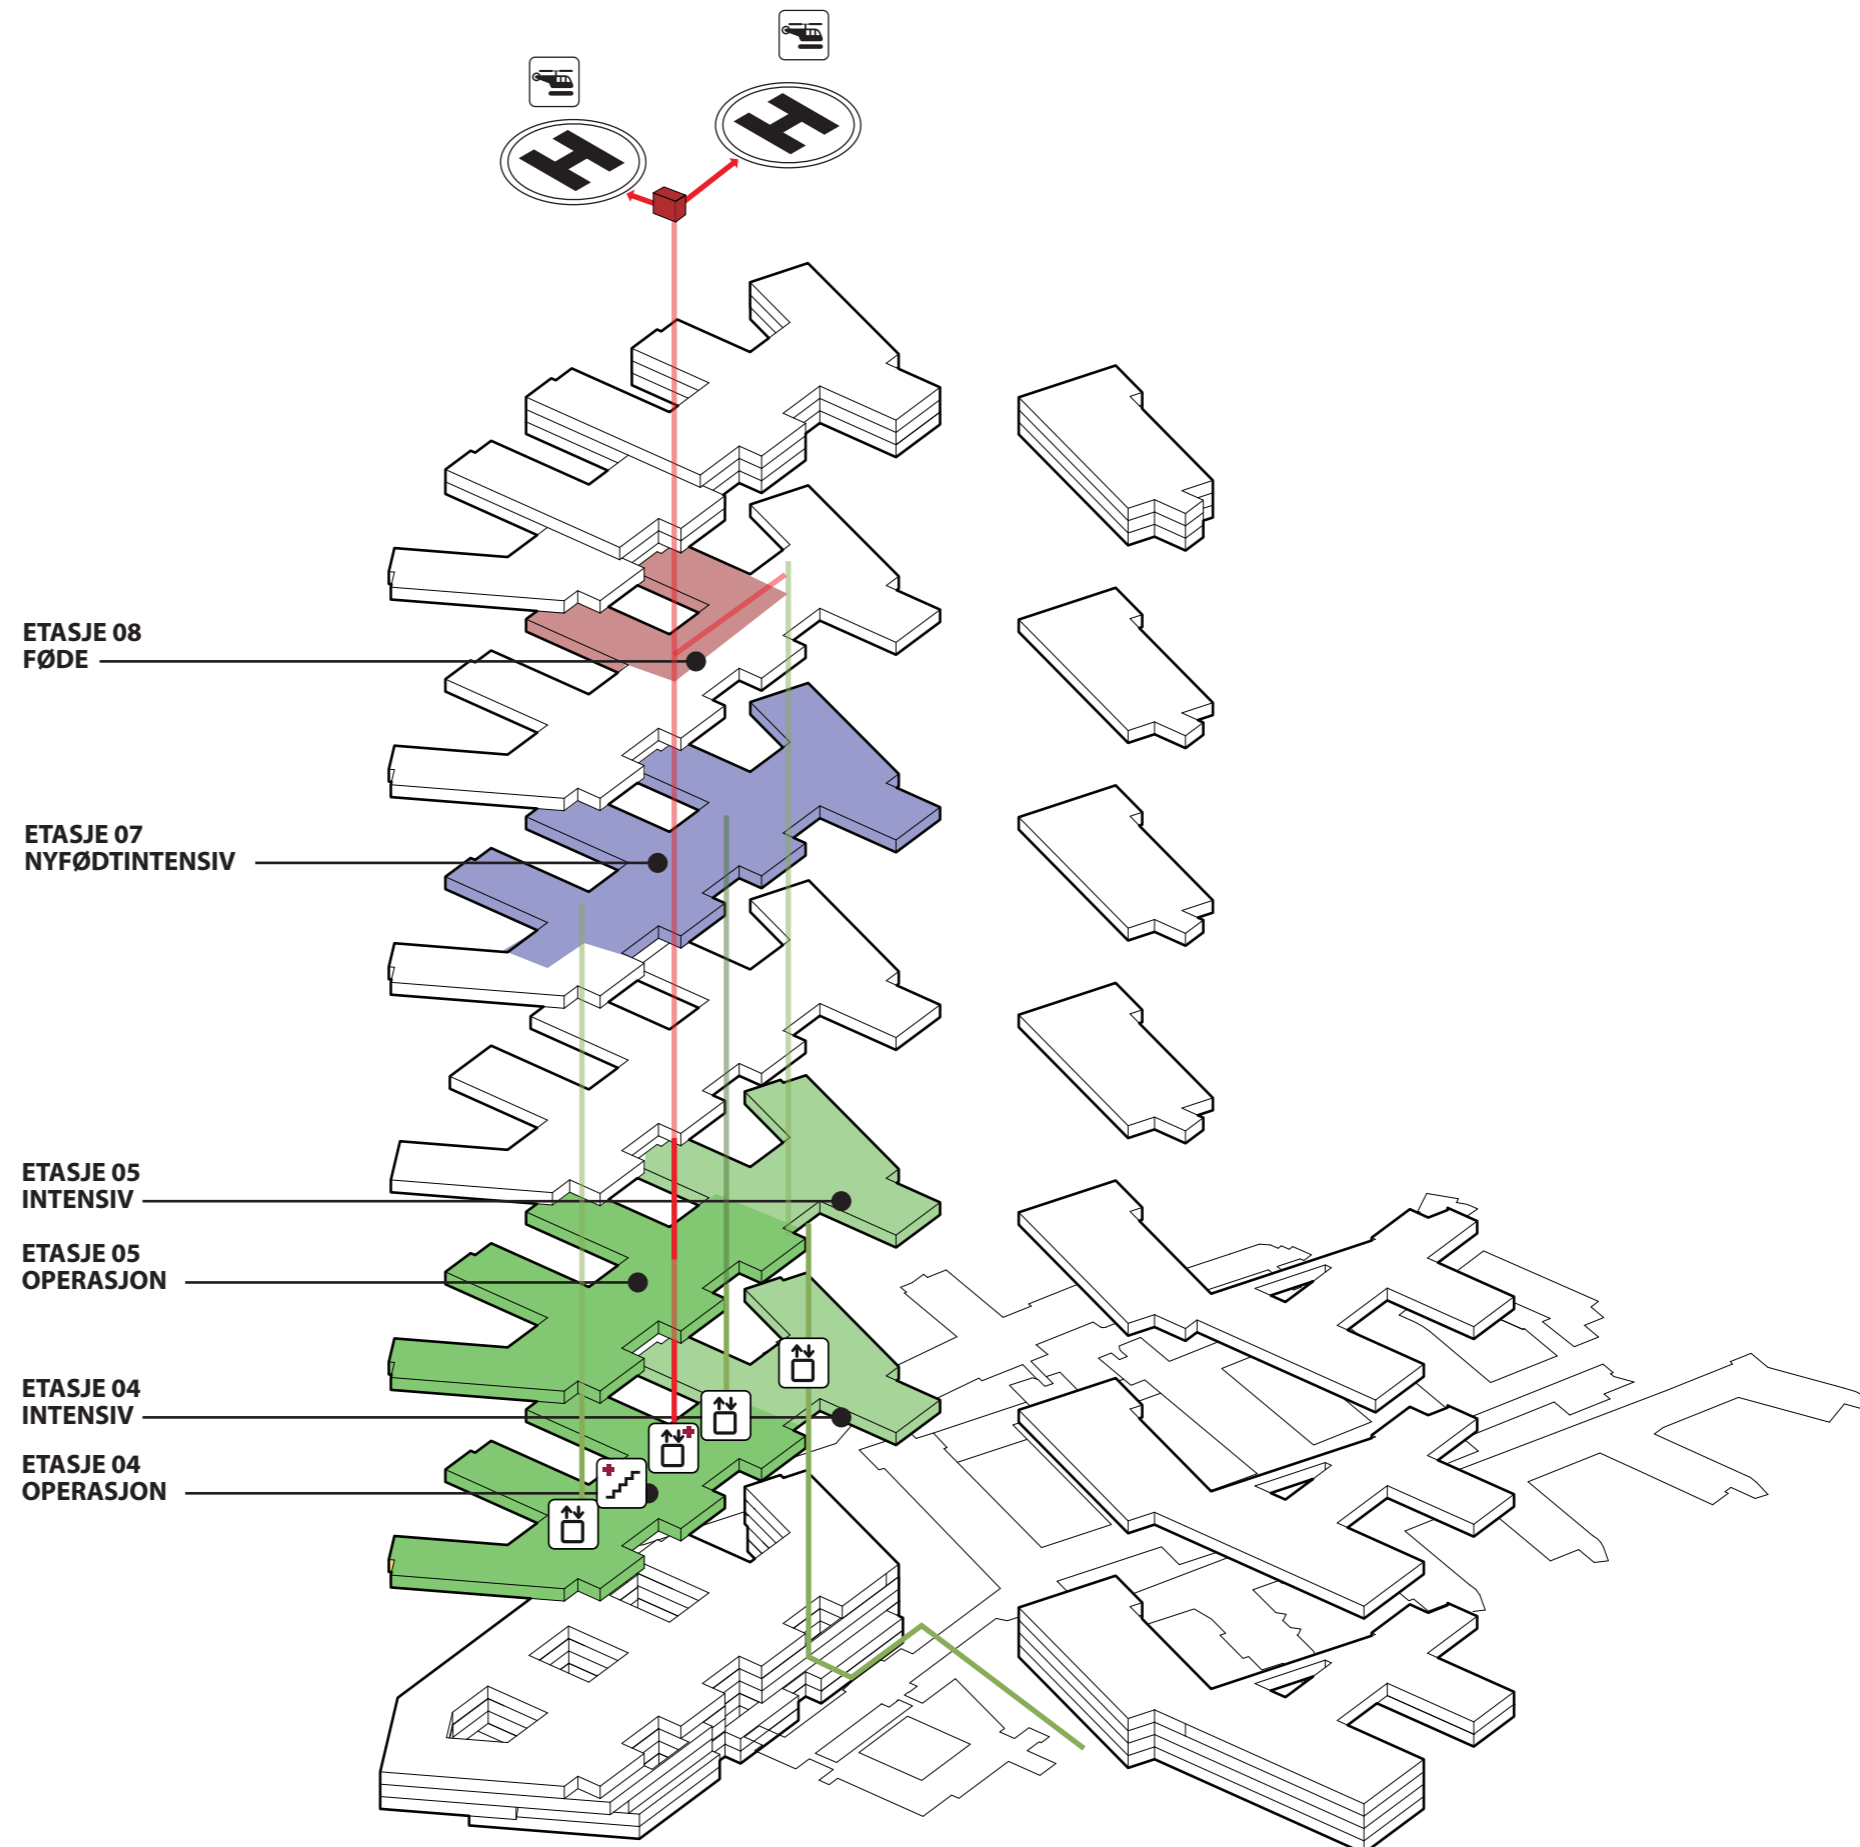 H
H
ETASJE 08
FØDE
ETASJE 07
NYFØDTINTENSIV
ETASJE 05
INTENSIV
ETASJE 05
OPERASJON
ETASJE 04
INTENSIV
ETASJE 04
OPERASJON